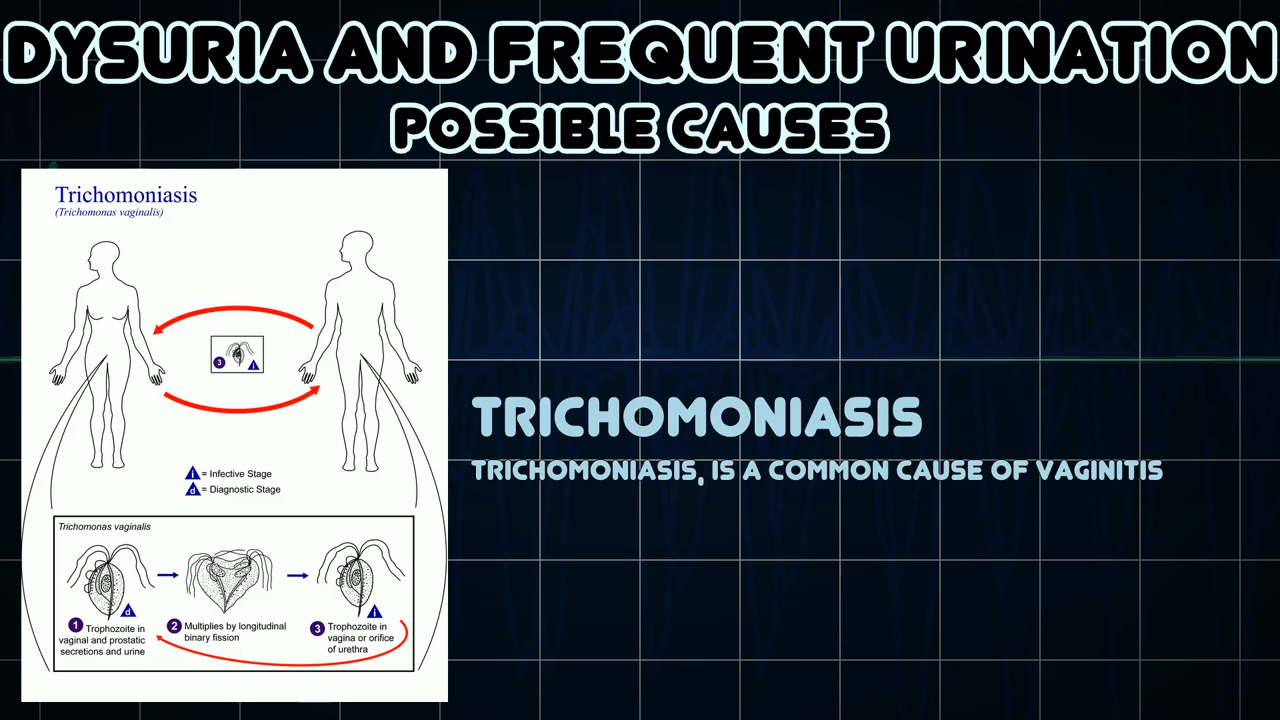 DYSURIA AND FREQUENT URINATION
POSSIBLE CAUSES
Trichomoniasis
(Trichomonas vaginalis)
3
i
i = Infective Stage
d = Diagnostic Stage
TRICHOMONIASIS
TRICHOMONIASIS, IS A COMMON CAUSE OF VAGINITIS
Trichomonas vaginalis
d
i
1 Trophozoite in
vaginal and prostatic
secretions and urine
2 Multiplies by longitudinal
binary fission
3 Trophozoite in
vagina or orifice
of urethra